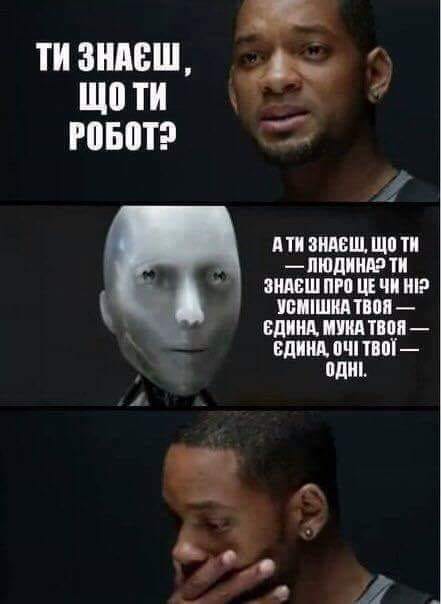 ТИ ЗНАЄШ,
ЩО ТИ
РОБОТ?
А ТИ ЗНАЄШ, ЩО ТИ
— ЛЮДИНА? ТИ
ЗНАЄШ ПРО ЦЕ ЧИ НІ?
УСМІШКА ТВОЯ —
ЄДИНА, МУКА ТВОЯ —
ЄДИНА, ОЧІ ТВОЇ —
ОДНІ.